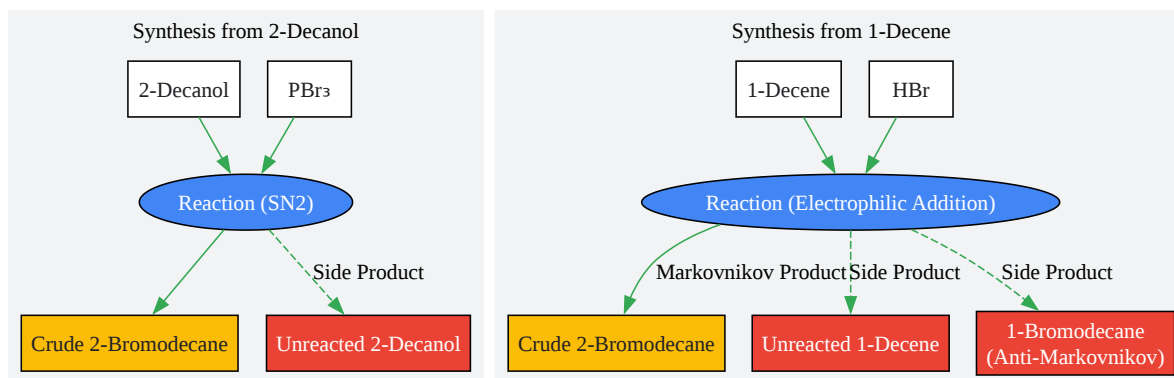 Synthesis from 2-Decanol
2-Decanol
PBr₃
Reaction (SN2)
Side Product
Crude 2-Bromodecane
Unreacted 2-Decanol
Synthesis from 1-Decene
1-Decene
HBr
Reaction (Electrophilic Addition)
Markovnikov Product
Side Product
Side Product
Crude 2-Bromodecane
Unreacted 1-Decene
1-Bromodecane
(Anti-Markovnikov)